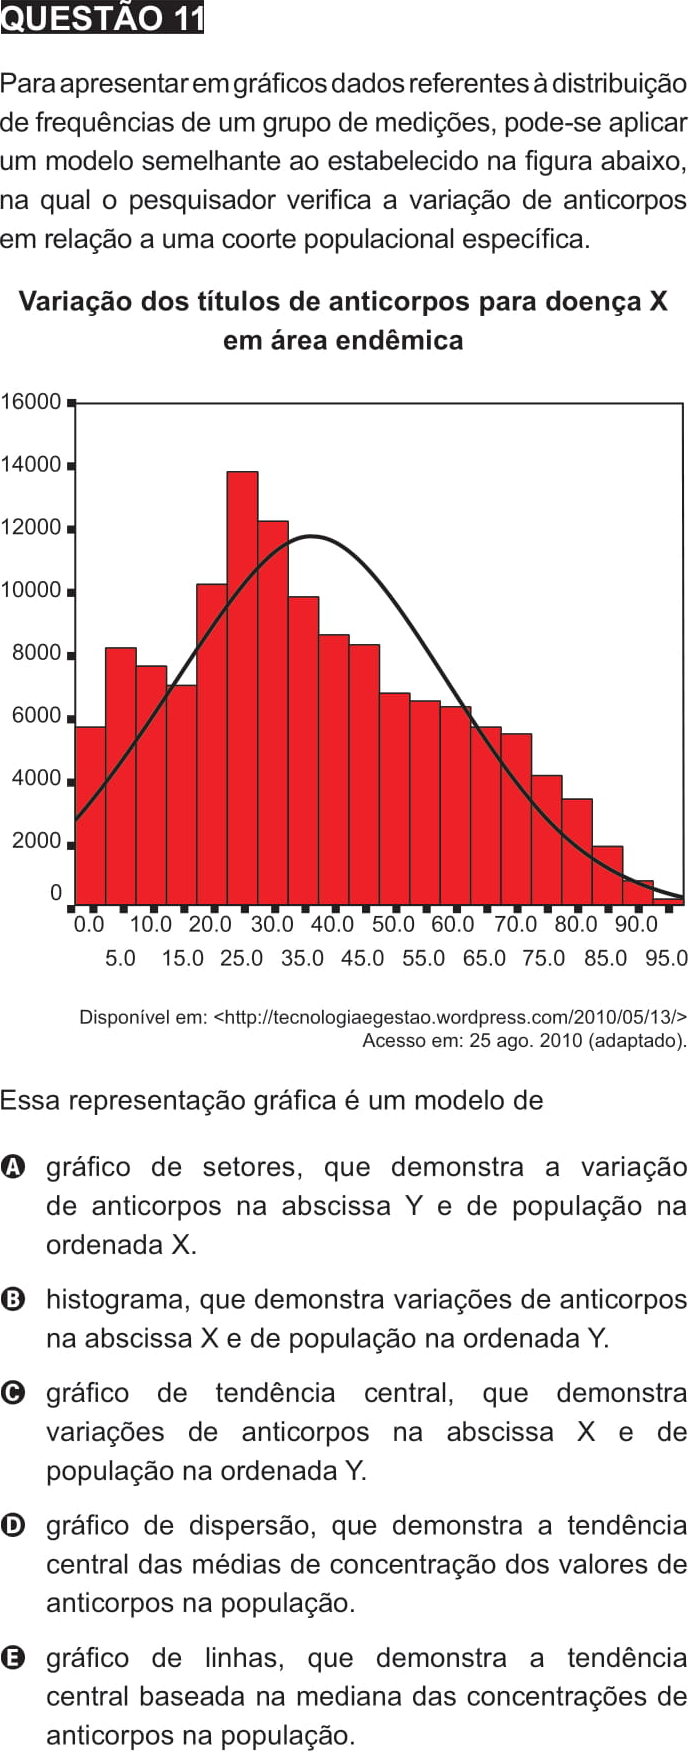 QUESTÃO 11
Para apresentar em gráficos dados referentes à distribuição
de frequências de um grupo de medições, pode-se aplicar
um modelo semelhante ao estabelecido na figura abaixo,
na qual o pesquisador verifica a variação de anticorpos
em relação a uma coorte populacional específica.
Variação dos títulos de anticorpos para doença X
em área endêmica
16000
14000
12000
10000
8000
6000
4000
2000
0
0.0 10.0 20.0 30.0 40.0 50.0 60.0 70.0 80.0 90.0
5.0 15.0 25.0 35.0 45.0 55.0 65.0 75.0 85.0 95.0
Disponível em: <http://tecnologiaegestao.wordpress.com/2010/05/13/>
Acesso em: 25 ago. 2010 (adaptado).
Essa representação gráfica é um modelo de
A gráfico de setores, que demonstra a variação
de anticorpos na abscissa Y e de população na
ordenada X.
B histograma, que demonstra variações de anticorpos
na abscissa X e de população na ordenada Y.
C gráfico de tendência central, que demonstra
variações de anticorpos na abscissa X e de
população na ordenada Y.
D gráfico de dispersão, que demonstra a tendência
central das médias de concentração dos valores de
anticorpos na população.
E gráfico de linhas, que demonstra a tendência
central baseada na mediana das concentrações de
anticorpos na população.